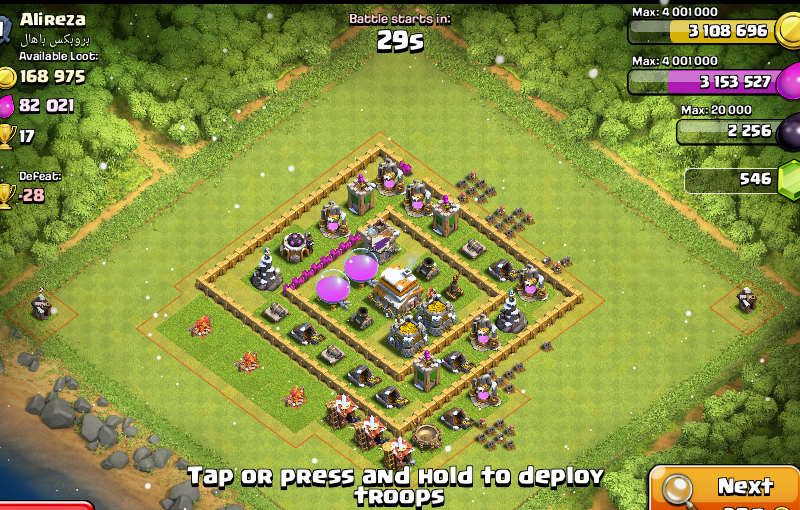 Alireza
بروبکس باهال
Available Loot:
168 975
82 021
17
Defeat:
-28
Battle starts in:
29s
Max: 4 001 000
3 108 696
Max: 4 001 000
3 153 527
Max: 20 000
2 256
546
Tap or press and hold to deploy
troops
Next